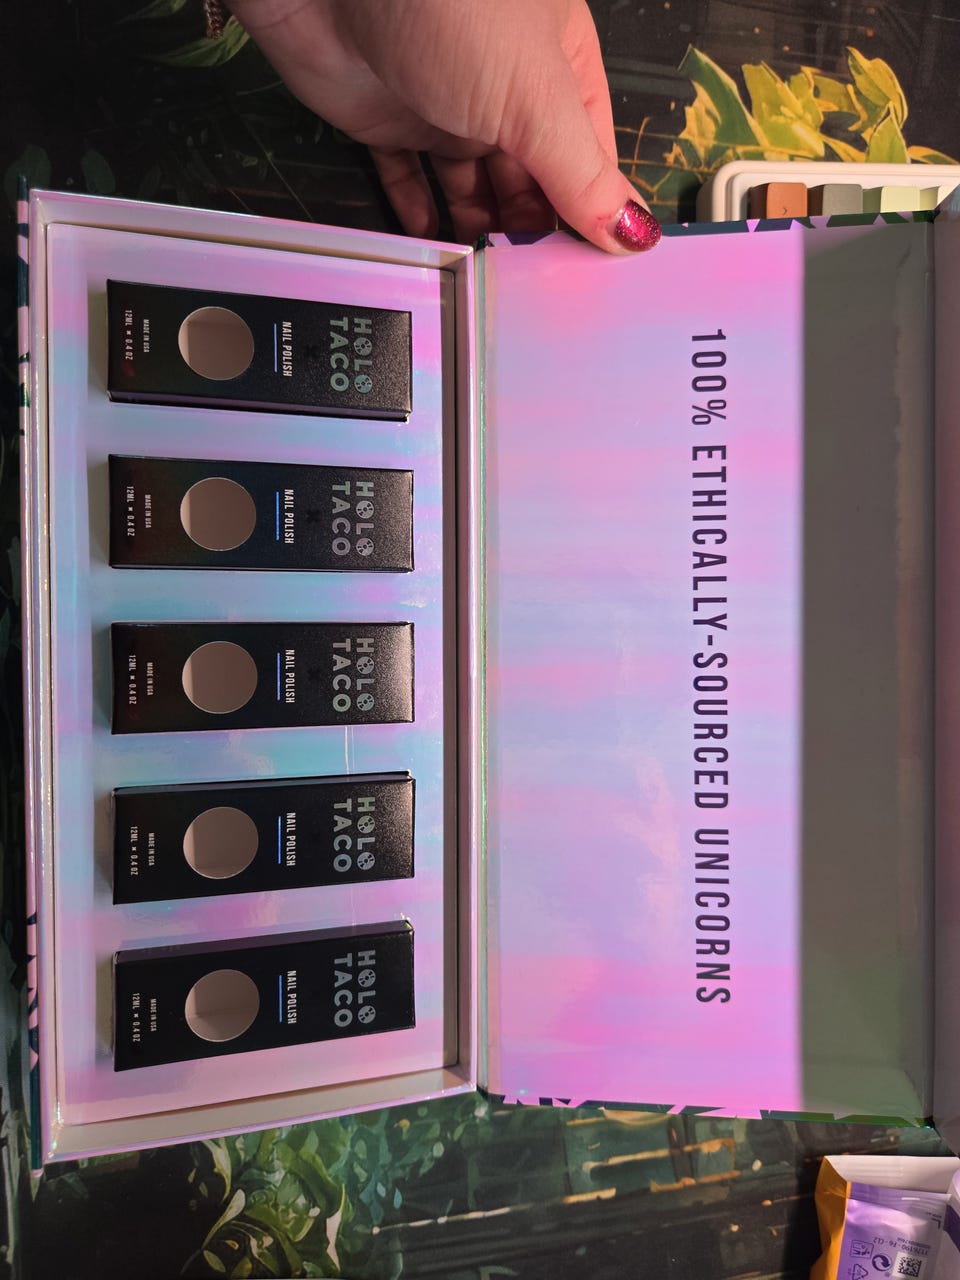 100% ETHICALLY-SOURCED UNICORNS
HOLO
TACO
NAIL POLISH
MADE IN USA
12ML ≈ 0.4 OZ
HOLO
TACO
NAIL POLISH
MADE IN USA
12ML ≈ 0.4 OZ
HOLO
TACO
NAIL POLISH
MADE IN USA
12ML ≈ 0.4 OZ
HOLO
TACO
NAIL POLISH
MADE IN USA
12ML ≈ 0.4 OZ
HOLO
TACO
NAIL POLISH
MADE IN USA
12ML ≈ 0.4 OZ